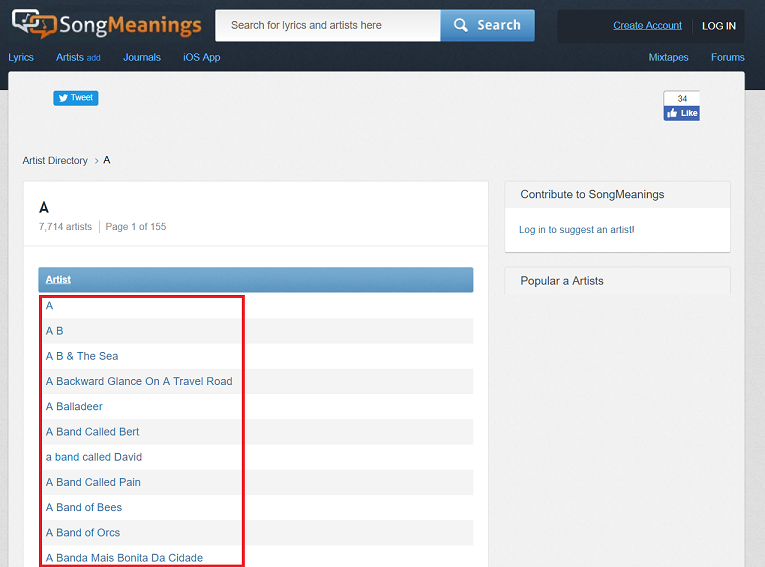 SongMeanings
Search for lyrics and artists here
Search
Create Account
LOG IN
Lyrics
Artists add
Journals
iOS App
Mixtapes
Forums
Tweet
34
Like
Artist Directory › A
A
7,714 artists
Page 1 of 155
Artist
A
A B
A B & The Sea
A Backward Glance On A Travel Road
A Balladeer
A Band Called Bert
a band called David
A Band Called Pain
A Band of Bees
A Band of Orcs
A Banda Mais Bonita Da Cidade
Contribute to SongMeanings
Log in to suggest an artist!
Popular a Artists